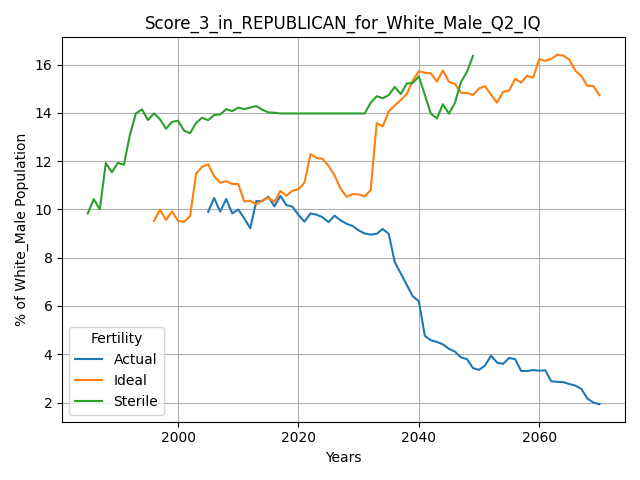 Score_3_in_REPUBLICAN_for_White_Male_Q2_IQ
% of White_Male Population
16
14
12
10
8
6
4
2
Fertility
Actual
Ideal
Sterile
2000
2020
2040
2060
Years